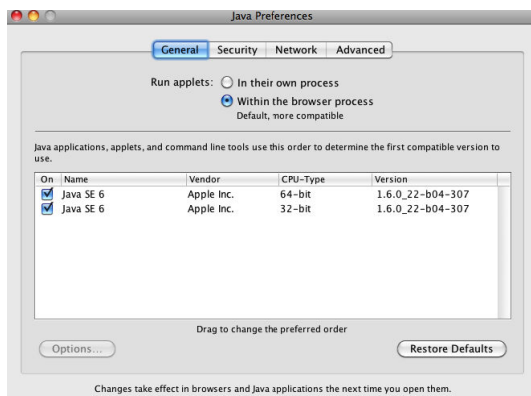 Java Preferences
General Security Network Advanced
Run applets: In their own process
Within the browser process
Default, more compatible
Java applications, applets, and command line tools use this order to determine the first compatible version to
use.
On Name Vendor CPU-Type Version
Java SE 6 Apple Inc. 64-bit 1.6.0_22-b04-307
Java SE 6 Apple Inc. 32-bit 1.6.0_22-b04-307
Drag to change the preferred order
Options... Restore Defaults
Changes take effect in browsers and Java applications the next time you open them.